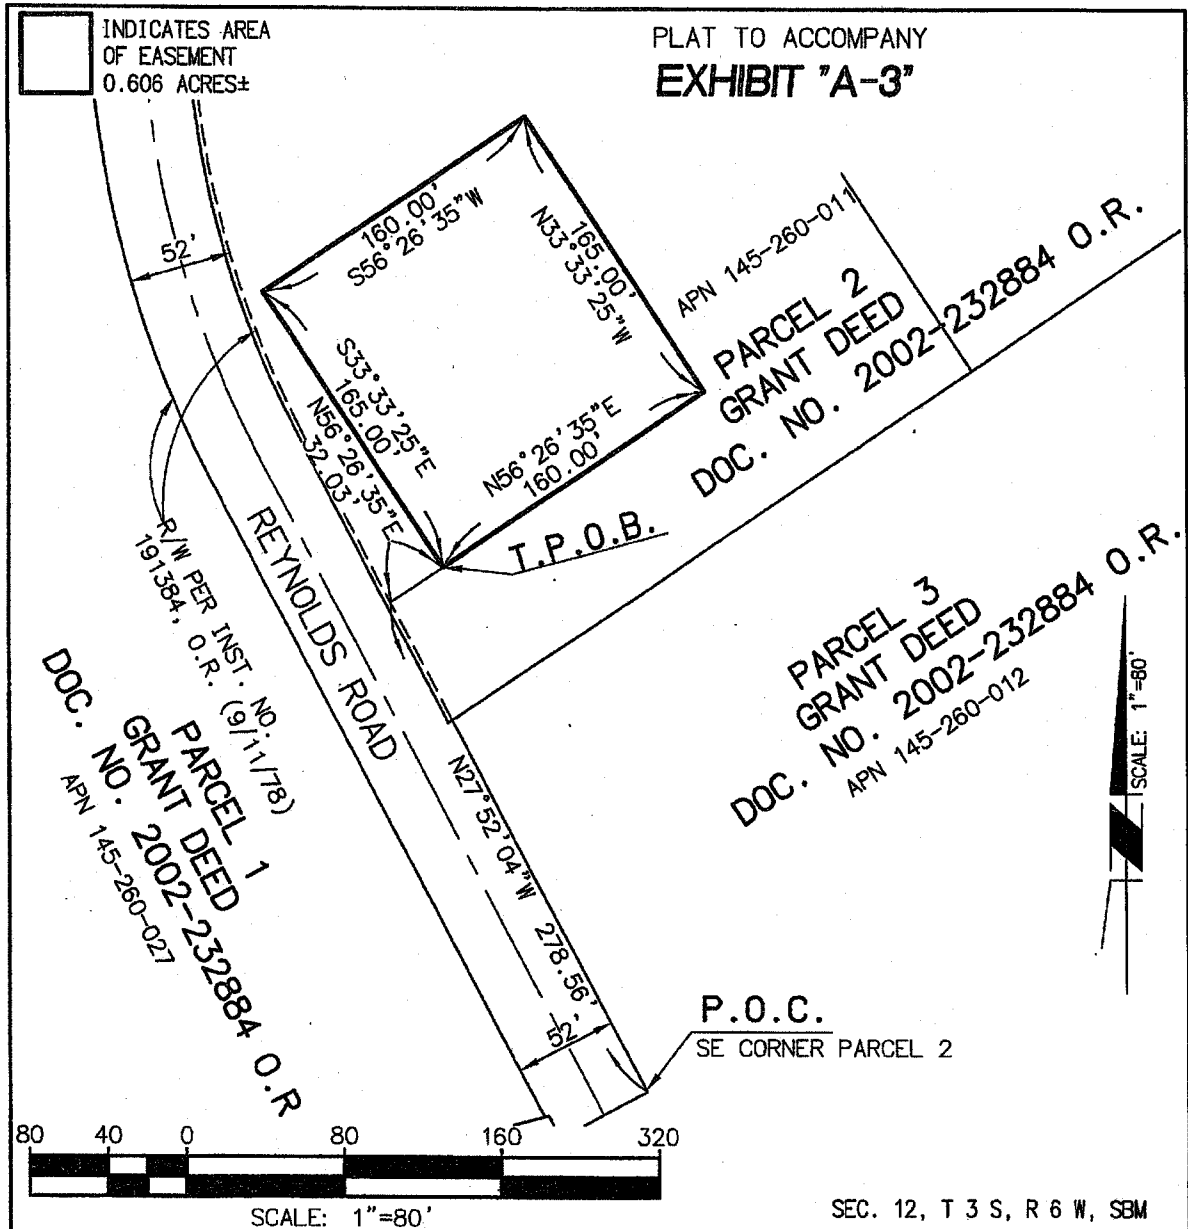 INDICATES AREA
OF EASEMENT
0.606 ACRES±
PLAT TO ACCOMPANY
EXHIBIT "A-3"
52'
160.00'
S56°26'35"W
165.00'
N33°33'25"W
APN 145-260-011
PARCEL 2
GRANT DEED
DOC. NO. 2002-232884 O.R.
S33°33'25"E
165.00'
N56°26'35"E
32.03'
N56°26'35"E
160.00'
T.P.O.B.
R/W PER INST. NO.
191384, O.R. (9/11/78)
REYNOLDS ROAD
PARCEL 3
GRANT DEED
DOC. NO. 2002-232884 O.R.
APN 145-260-012
SCALE: 1"=80'
PARCEL 1
GRANT DEED
DOC. NO. 2002-232884 O.R
APN 145-260-027
N27°52'04"W 278.56'
52'
P.O.C.
SE CORNER PARCEL 2
80 40 0 80 160 320
SCALE: 1"=80'
SEC. 12, T 3 S, R 6 W, SBM